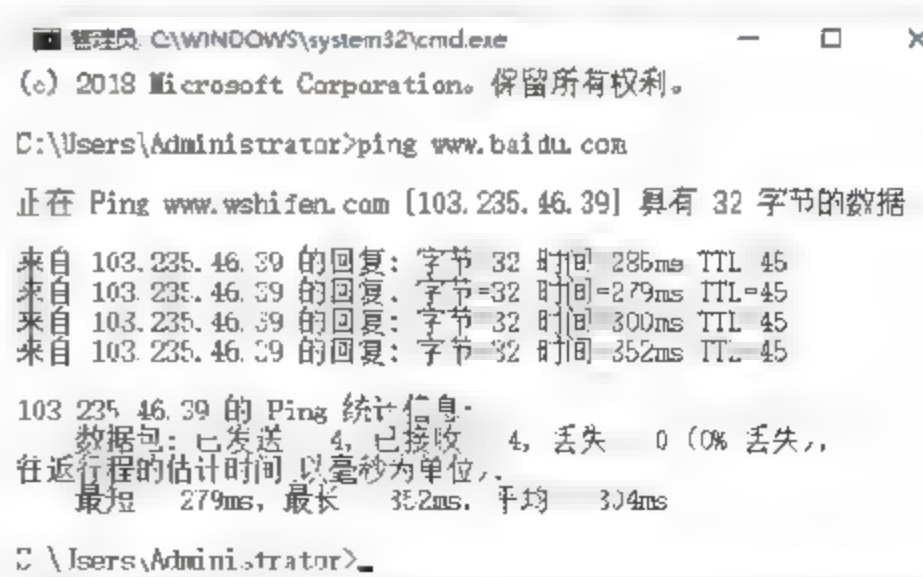 管理员 C:\WINDOWS\system32\cmd.exe
(c) 2018 Microsoft Corporation。保留所有权利。
C:\Users\Administrator>ping www.baidu.com
正在 Ping www.wshifen.com [103.235.46.39] 具有 32 字节的数据
来自 103.235.46.39 的回复: 字节=32 时间=285ms TTL=45
来自 103.235.46.39 的回复: 字节=32 时间=279ms TTL=45
来自 103.235.46.39 的回复: 字节=32 时间=300ms TTL=45
来自 103.235.46.39 的回复: 字节=32 时间=352ms TTL=45
103.235.46.39 的 Ping 统计信息:
数据包: 已发送 4, 已接收 4, 丢失 0 (0% 丢失),
往返行程的估计时间(以毫秒为单位):
最短 279ms, 最长 352ms, 平均 304ms
C:\Users\Administrator>